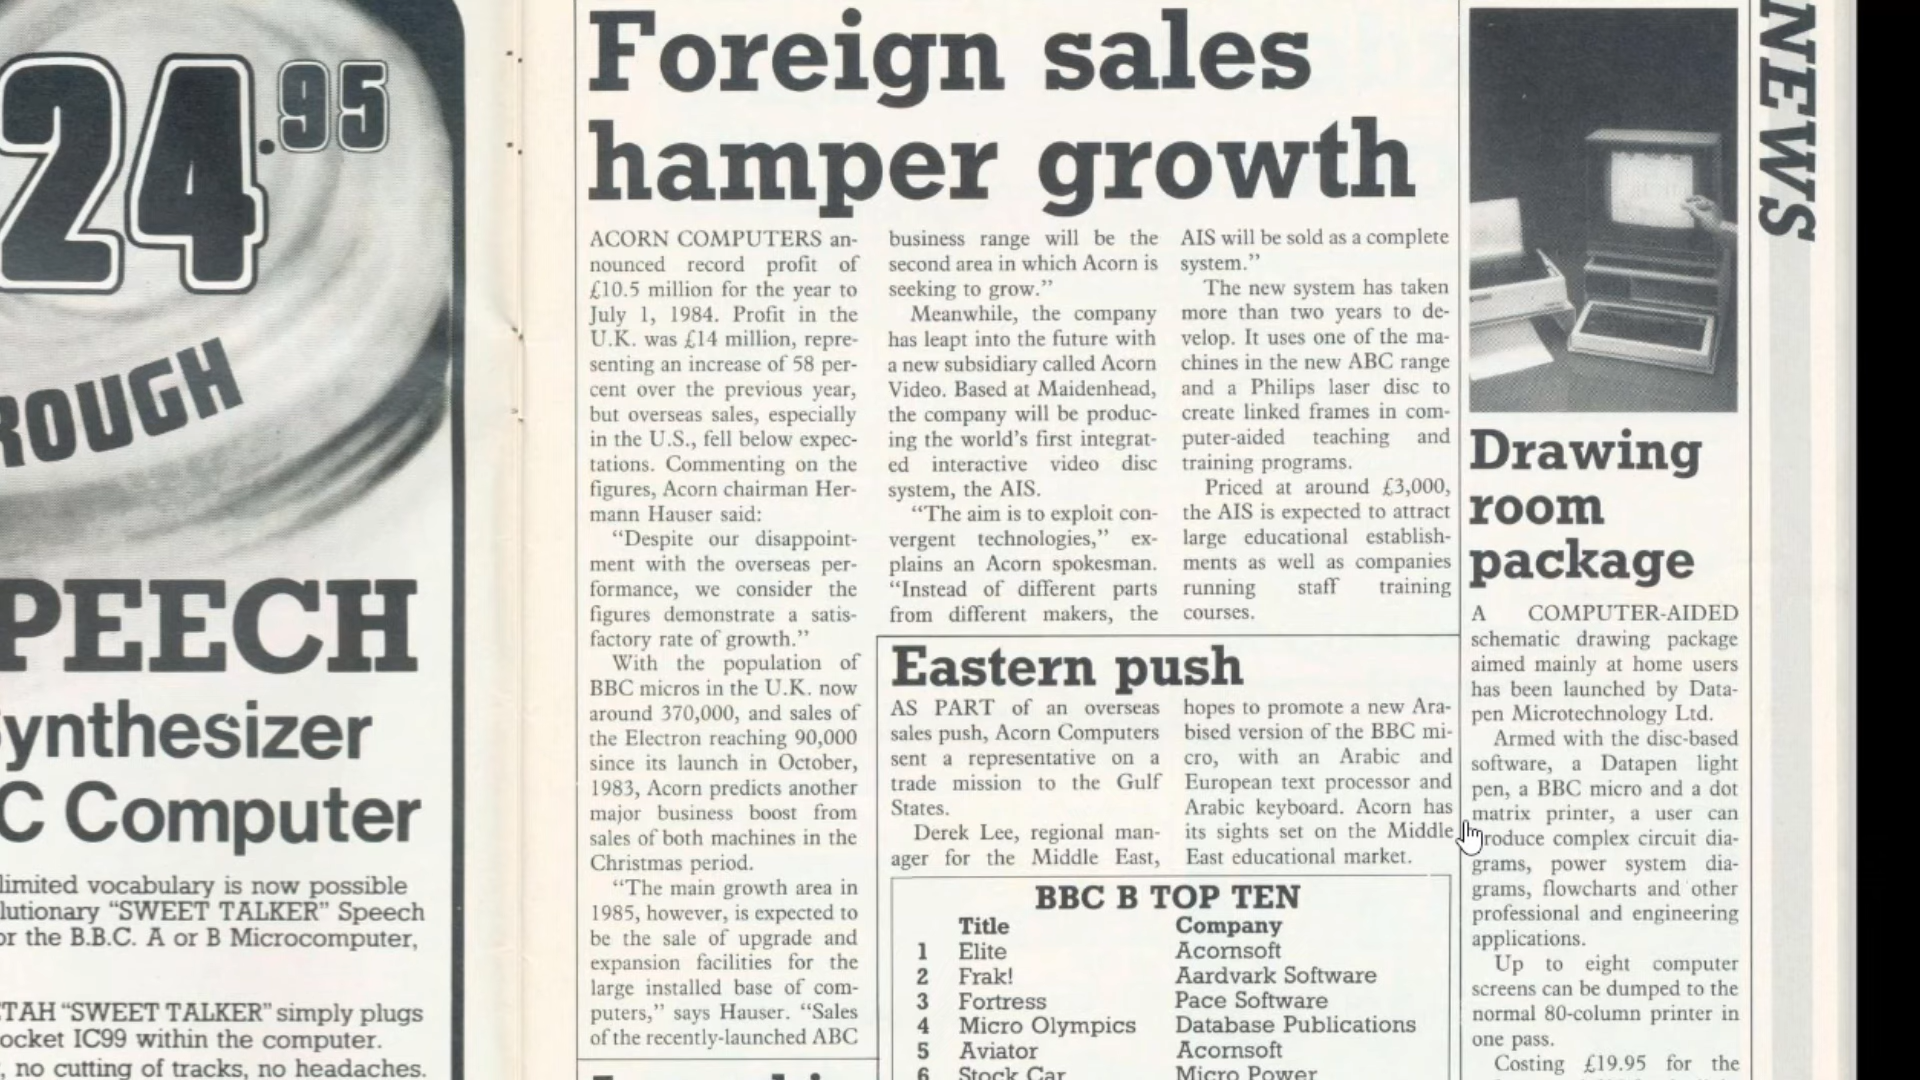 24.95
ROUGH
PEECH
ynthesizer
C Computer
limited vocabulary is now possible
lutionary “SWEET TALKER” Speech
or the B.B.C. A or B Microcomputer,
TAH “SWEET TALKER” simply plugs
ocket IC99 within the computer.
, no cutting of tracks, no headaches.
Foreign sales
hamper growth
ACORN COMPUTERS an-
nounced record profit of
£10.5 million for the year to
July 1, 1984. Profit in the
U.K. was £14 million, repre-
senting an increase of 58 per-
cent over the previous year,
but overseas sales, especially
in the U.S., fell below expec-
tations. Commenting on the
figures, Acorn chairman Her-
mann Hauser said:
“Despite our disappoint-
ment with the overseas per-
formance, we consider the
figures demonstrate a satis-
factory rate of growth.”
With the population of
BBC micros in the U.K. now
around 370,000, and sales of
the Electron reaching 90,000
since its launch in October,
1983, Acorn predicts another
major business boost from
sales of both machines in the
Christmas period.
“The main growth area in
1985, however, is expected to
be the sale of upgrade and
expansion facilities for the
large installed base of com-
puters,” says Hauser. “Sales
of the recently-launched ABC
business range will be the
second area in which Acorn is
seeking to grow.”
Meanwhile, the company
has leapt into the future with
a new subsidiary called Acorn
Video. Based at Maidenhead,
the company will be produc-
ing the world’s first integrat-
ed interactive video disc
system, the AIS.
“The aim is to exploit con-
vergent technologies,” ex-
plains an Acorn spokesman.
“Instead of different parts
from different makers, the
AIS will be sold as a complete
system.”
The new system has taken
more than two years to de-
velop. It uses one of the ma-
chines in the new ABC range
and a Philips laser disc to
create linked frames in com-
puter-aided teaching and
training programs.
Priced at around £3,000,
the AIS is expected to attract
large educational establish-
ments as well as companies
running staff training
courses.
Eastern push
AS PART of an overseas
sales push, Acorn Computers
sent a representative on a
trade mission to the Gulf
States.
Derek Lee, regional man-
ager for the Middle East,
hopes to promote a new Ara-
bised version of the BBC mi-
cro, with an Arabic and
European text processor and
Arabic keyboard. Acorn has
its sights set on the Middle
East educational market.
BBC B TOP TEN
Title Company
1 Elite Acornsoft
2 Frak! Aardvark Software
3 Fortress Pace Software
4 Micro Olympics Database Publications
5 Aviator Acornsoft
6 Stock Car Micro Power
NEWS
Drawing
room
package
A COMPUTER-AIDED
schematic drawing package
aimed mainly at home users
has been launched by Data-
pen Microtechnology Ltd.
Armed with the disc-based
software, a Datapen light
pen, a BBC micro and a dot
matrix printer, a user can
produce complex circuit dia-
grams, power system dia-
grams, flowcharts and other
professional and engineering
applications.
Up to eight computer
screens can be dumped to the
normal 80-column printer in
one pass.
Costing £19.95 for the